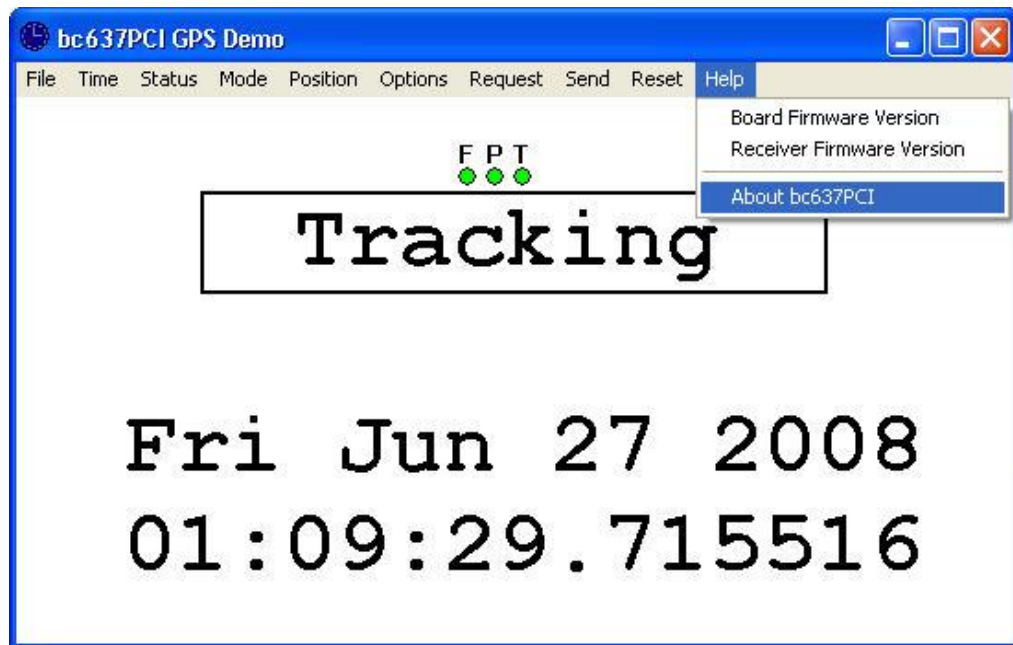 bc637PCI GPS Demo
File Time Status Mode Position Options Request Send Reset Help
Board Firmware Version
Receiver Firmware Version
About bc637PCI
F P T
Tracking
Fri Jun 27 2008
01:09:29.715516